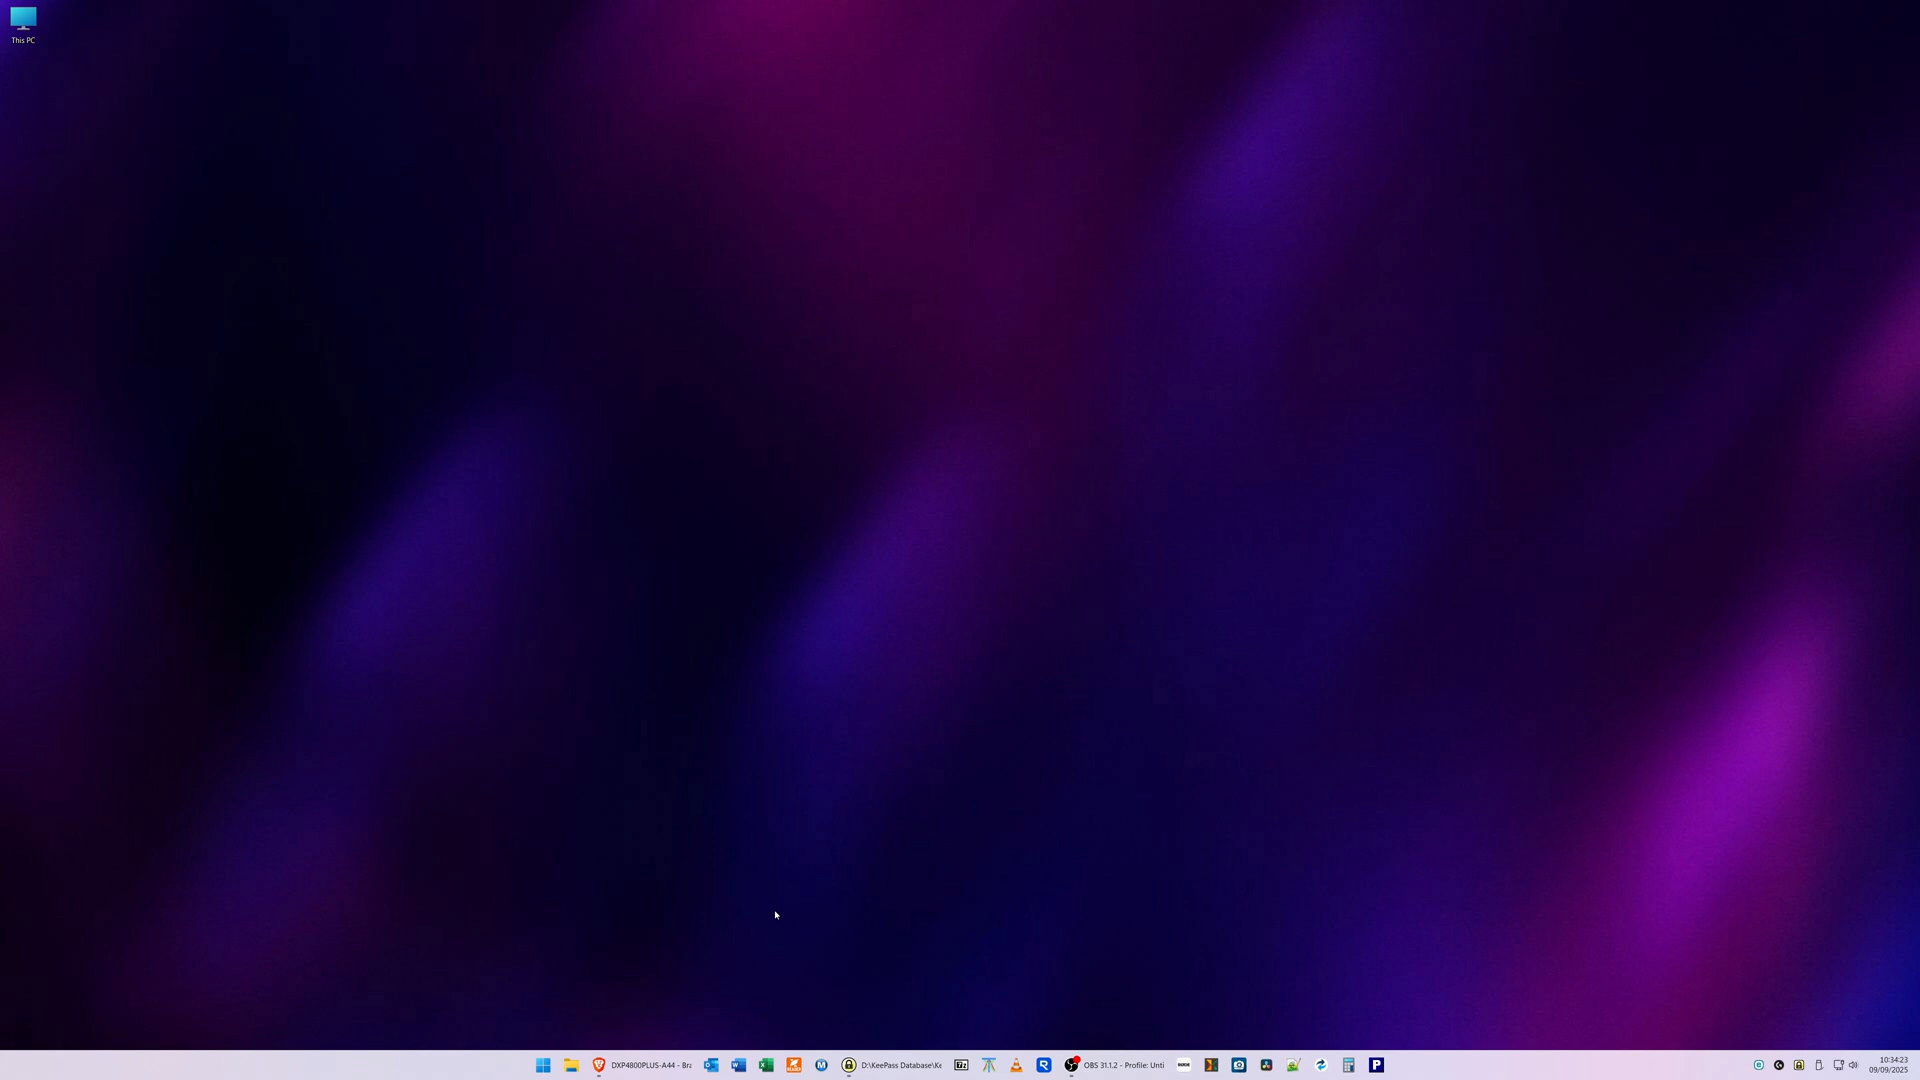 This PC
DXP4800PLUS-A44 - Bra
D:\KeePass Database\Ke
OBS 31.1.2 - Profile: Unti
10:34:23
09/09/2025